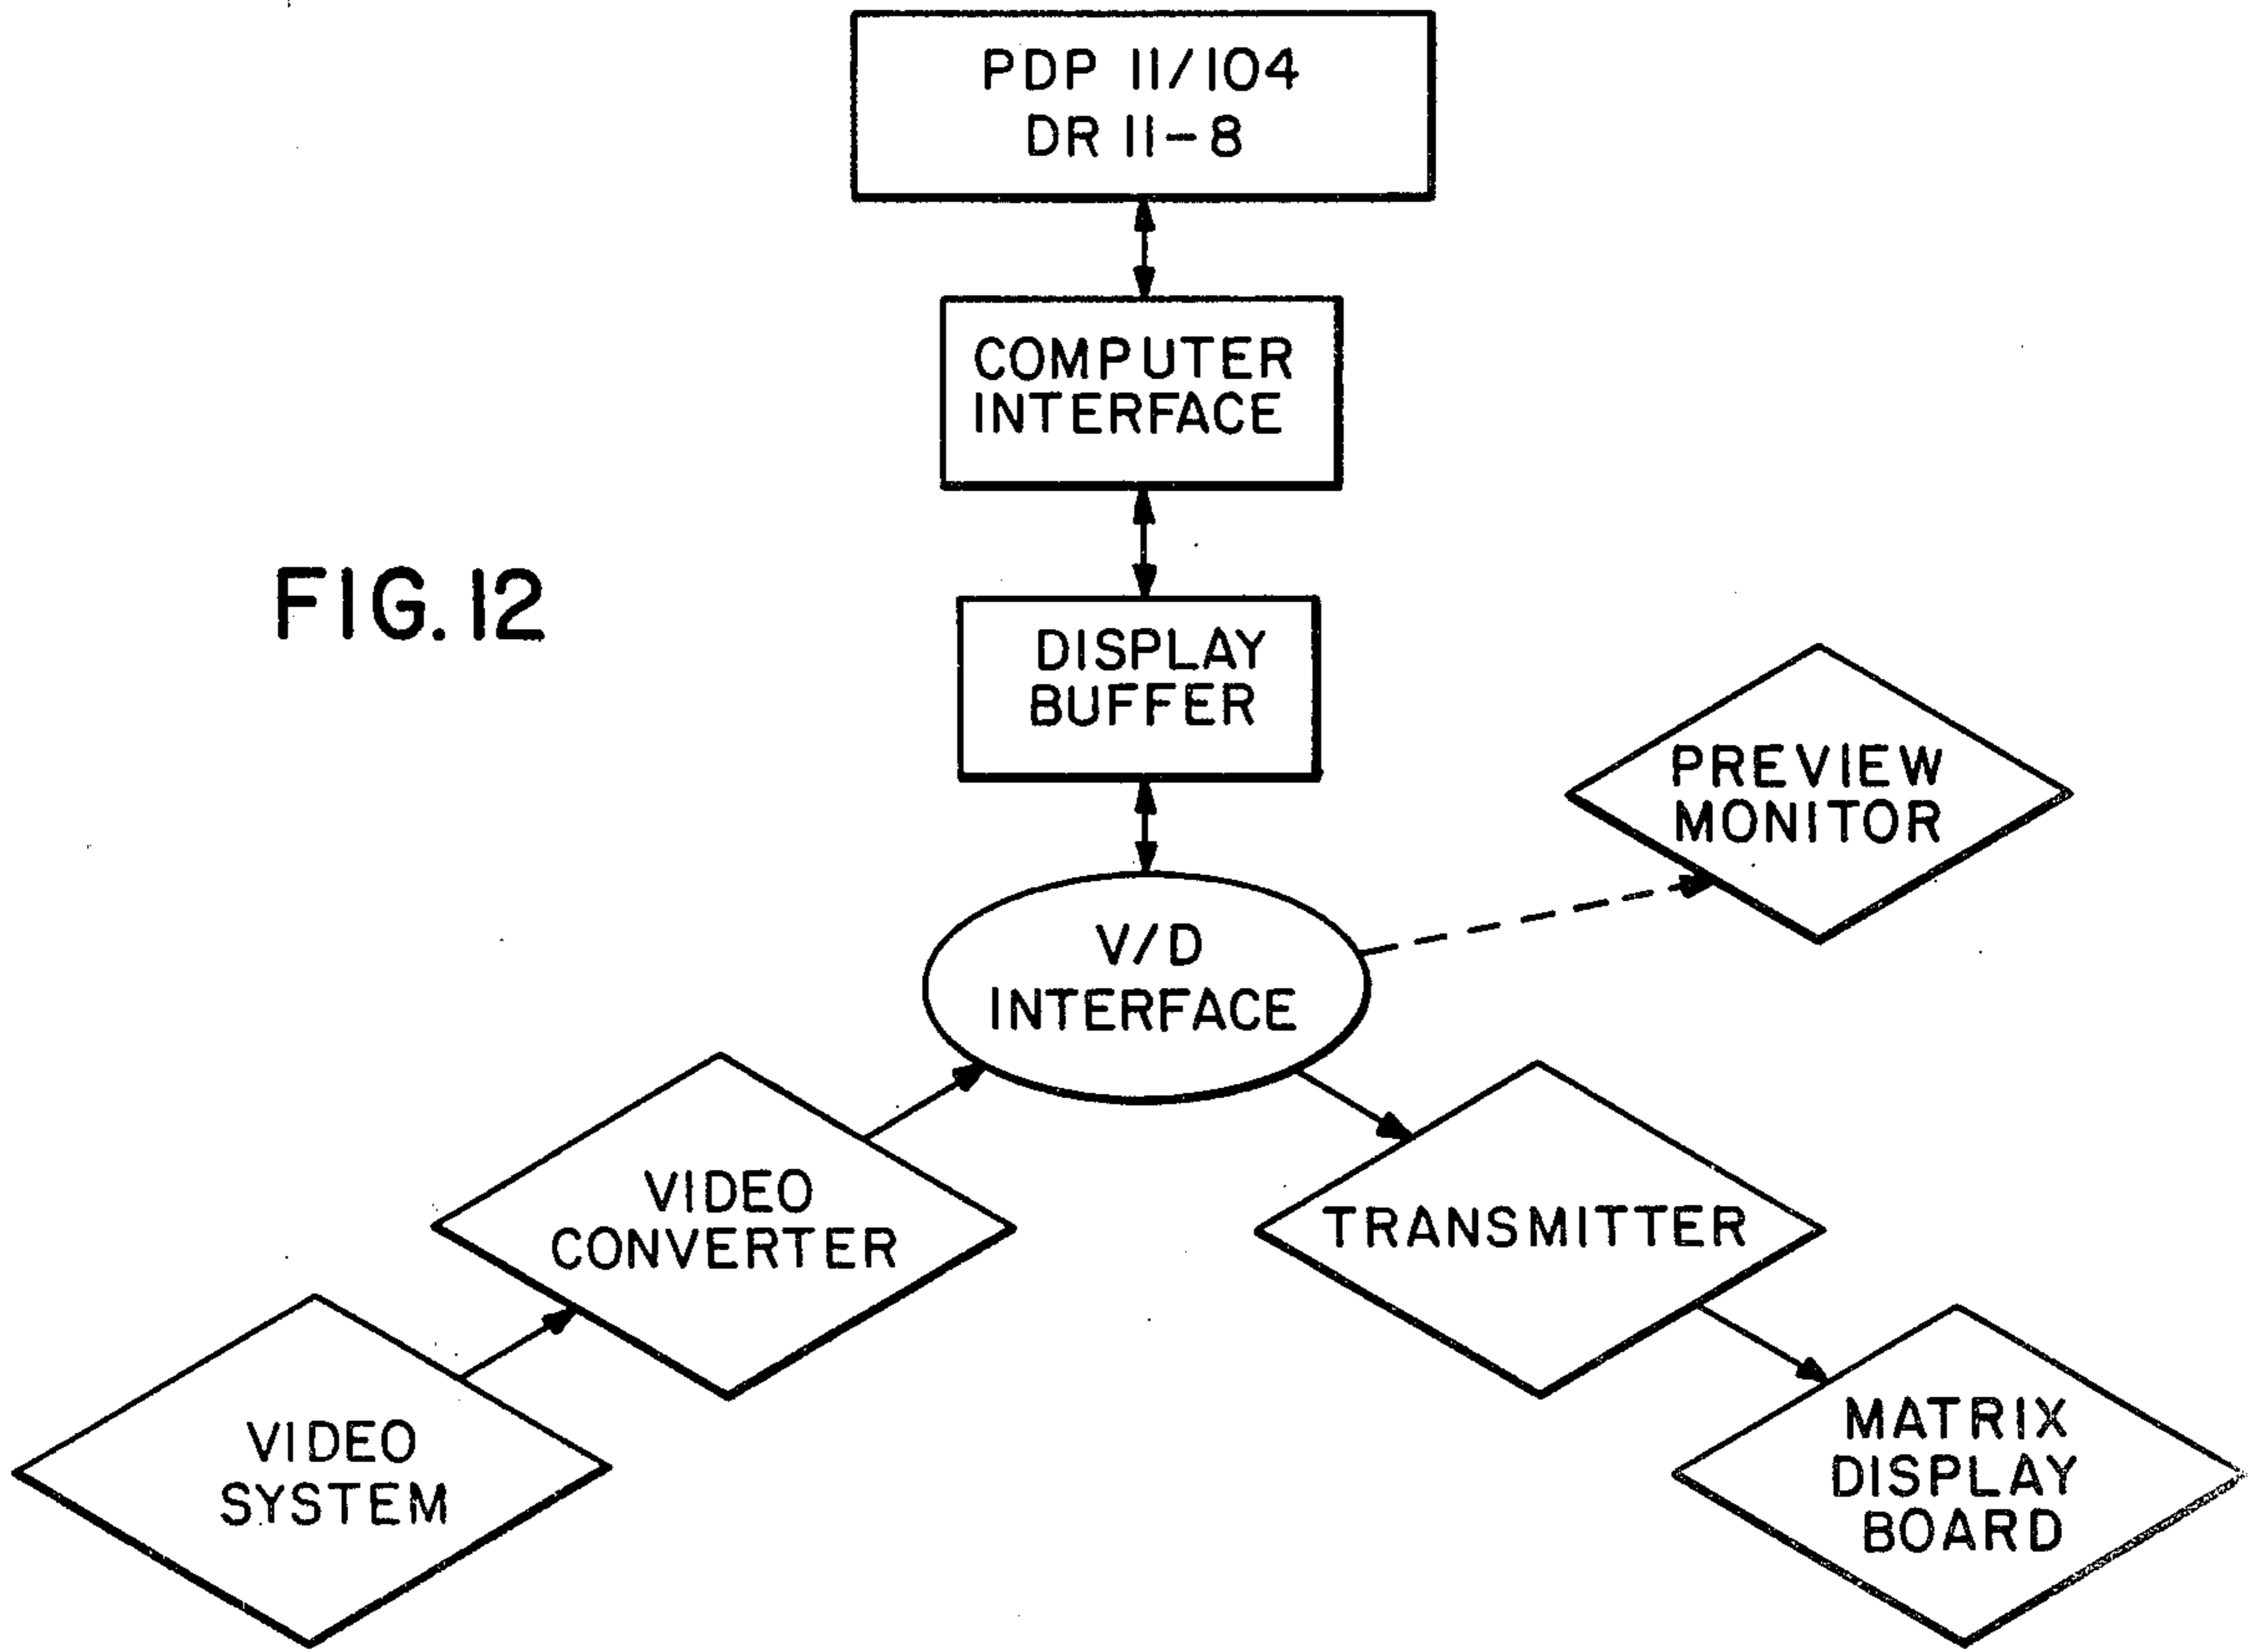 PDP 11/104
DR 11-8
COMPUTER
INTERFACE
FIG.12
DISPLAY
BUFFER
PREVIEW
MONITOR
V/D
INTERFACE
VIDEO
CONVERTER
TRANSMITTER
VIDEO
SYSTEM
MATRIX
DISPLAY
BOARD